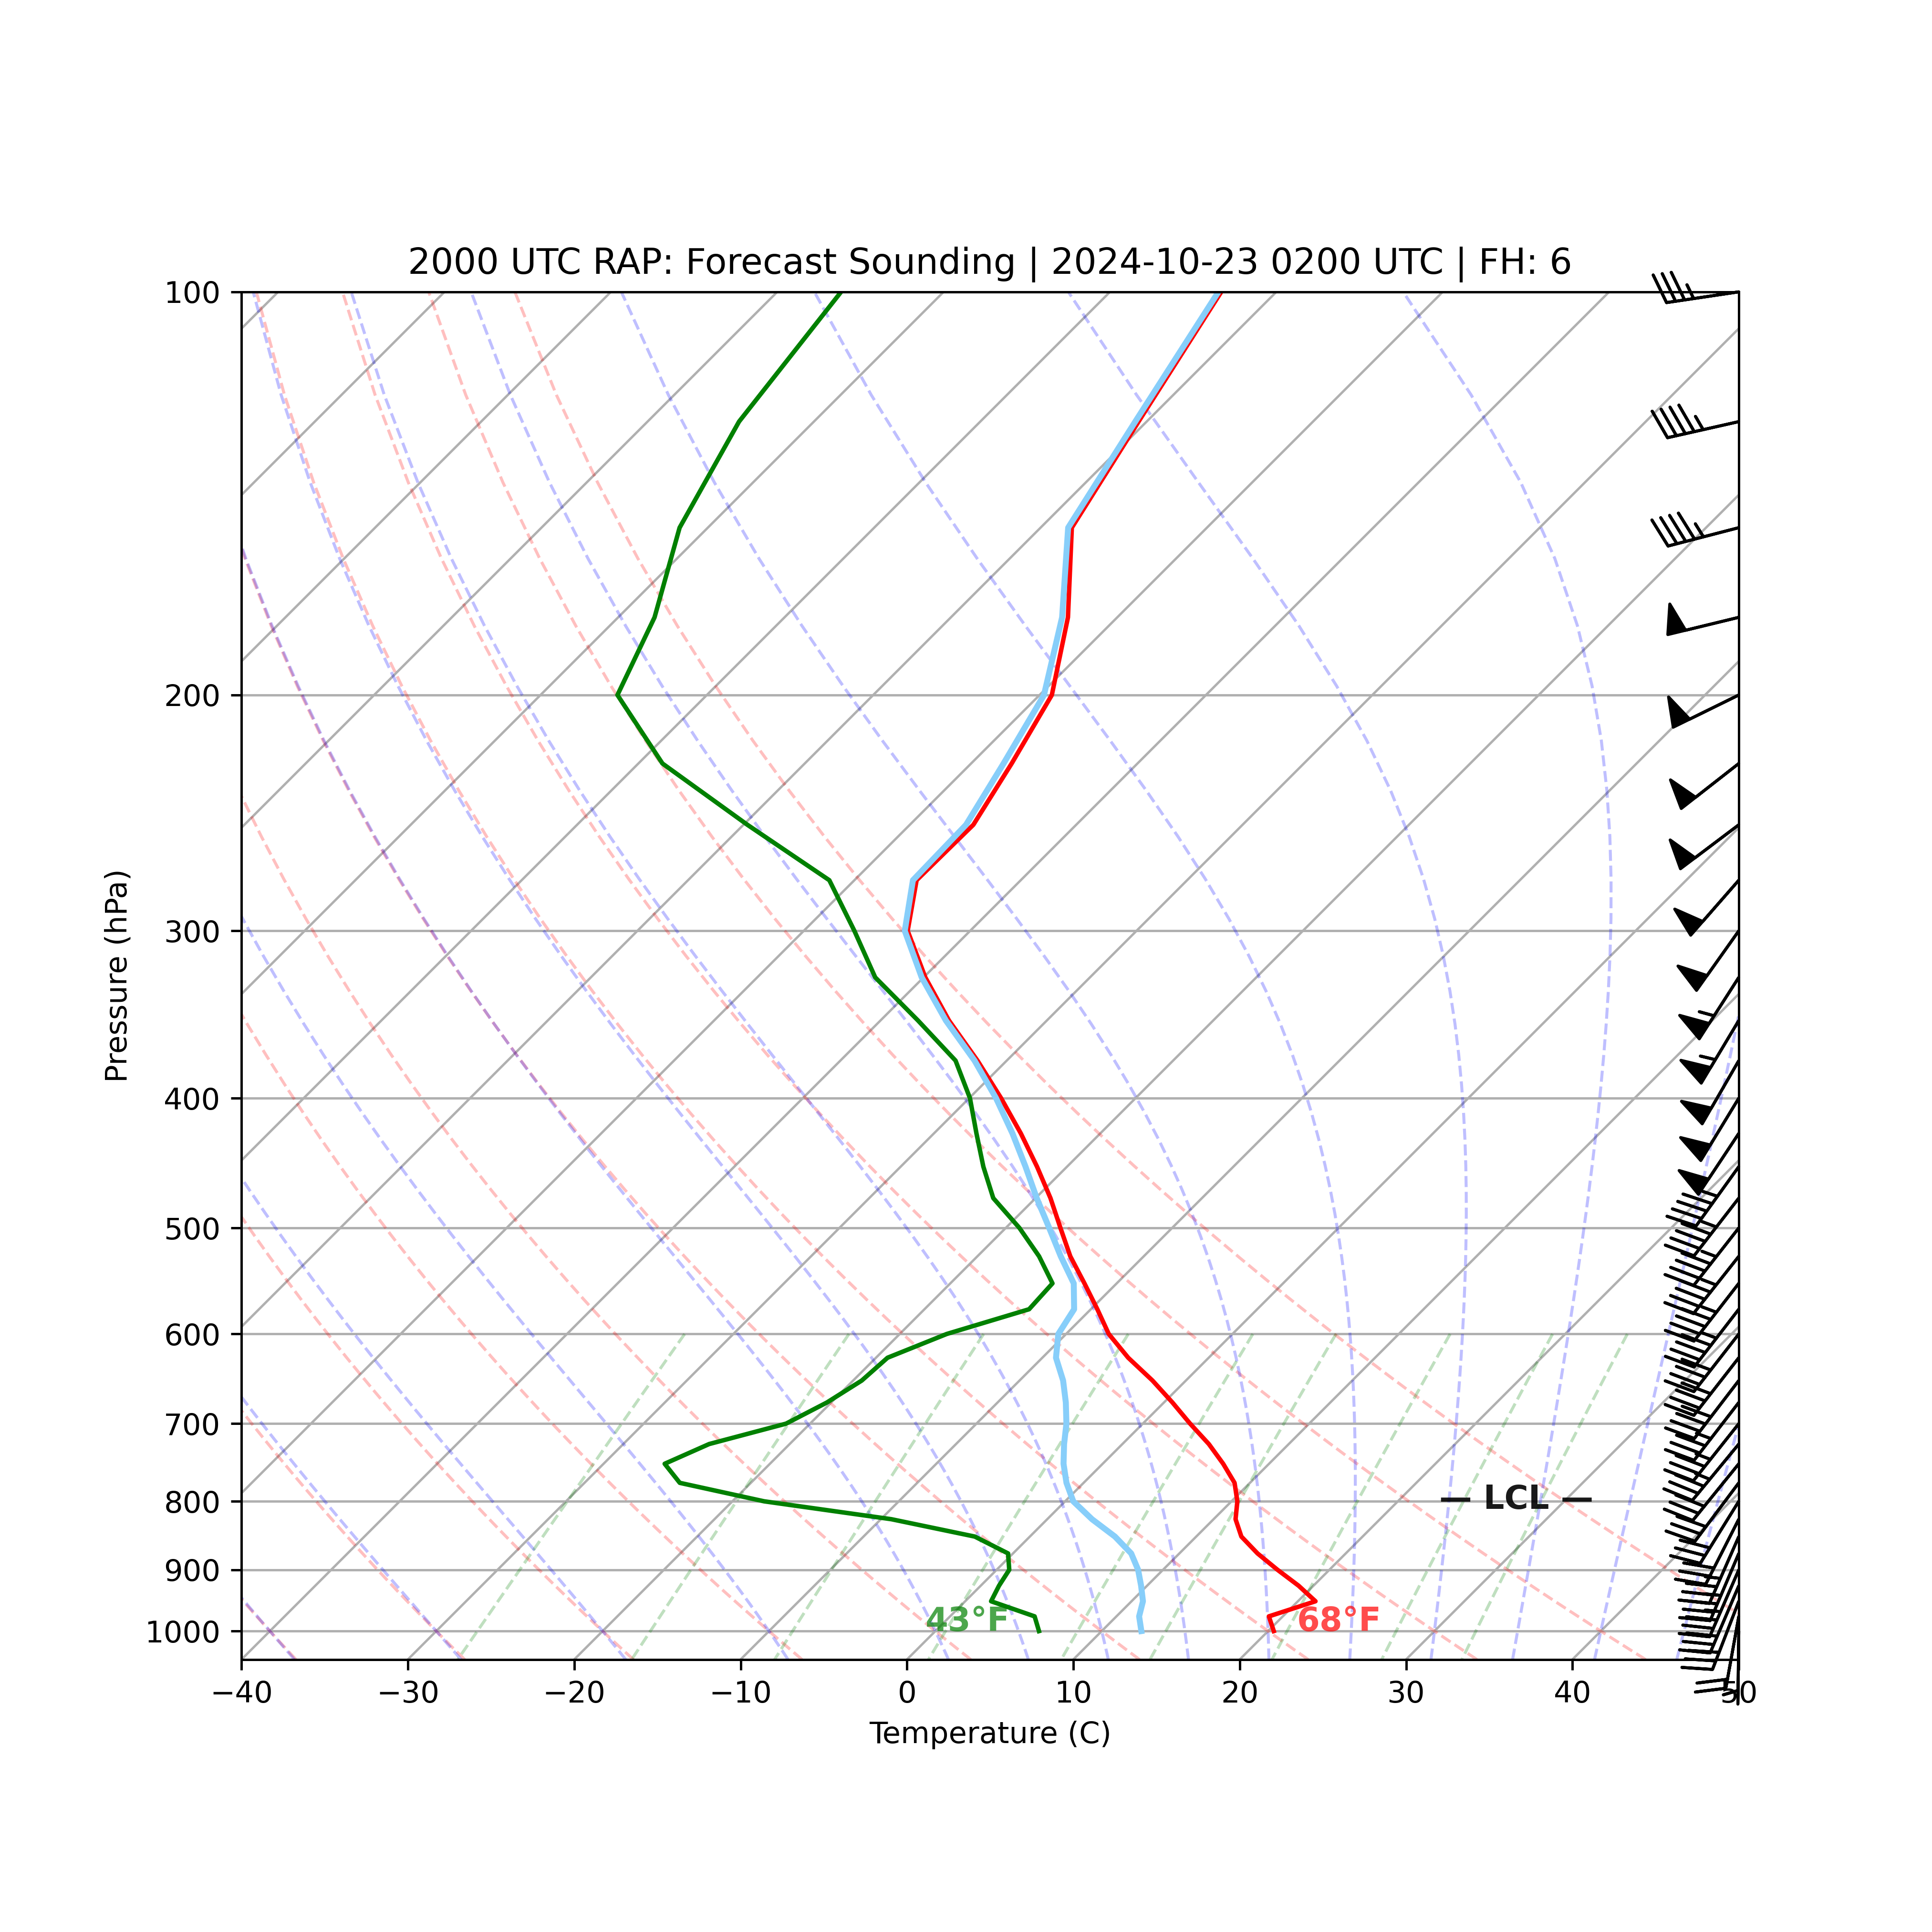 2000 UTC RAP: Forecast Sounding | 2024-10-23 0200 UTC | FH: 6
100
200
300
400
500
600
700
800
900
1000
Pressure (hPa)
— LCL —
43°F
68°F
−40 −30 −20 −10 0 10 20 30 40 50
Temperature (C)